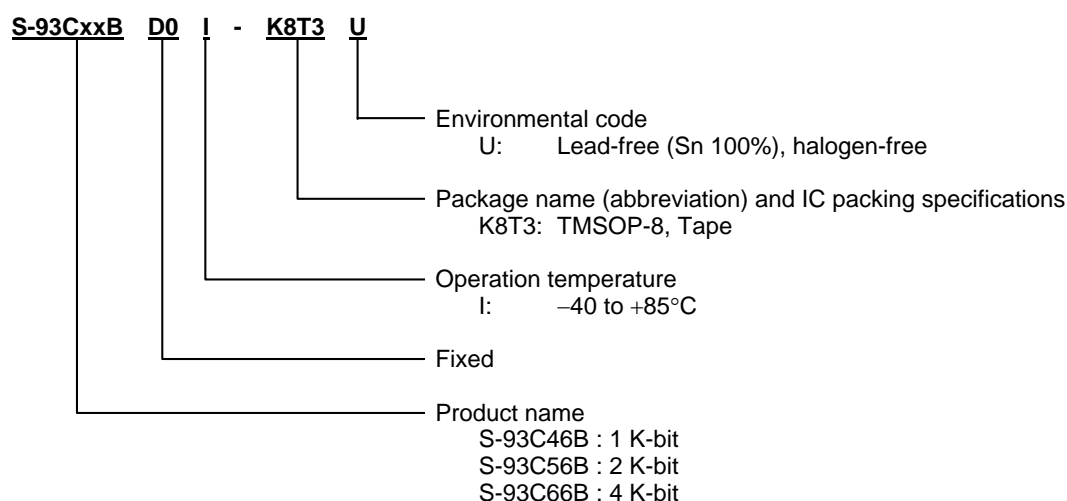 S-93CxxB D0 I - K8T3 U
Environmental code
U: Lead-free (Sn 100%), halogen-free
Package name (abbreviation) and IC packing specifications
K8T3: TMSOP-8, Tape
Operation temperature
I: −40 to +85°C
Fixed
Product name
S-93C46B : 1 K-bit
S-93C56B : 2 K-bit
S-93C66B : 4 K-bit